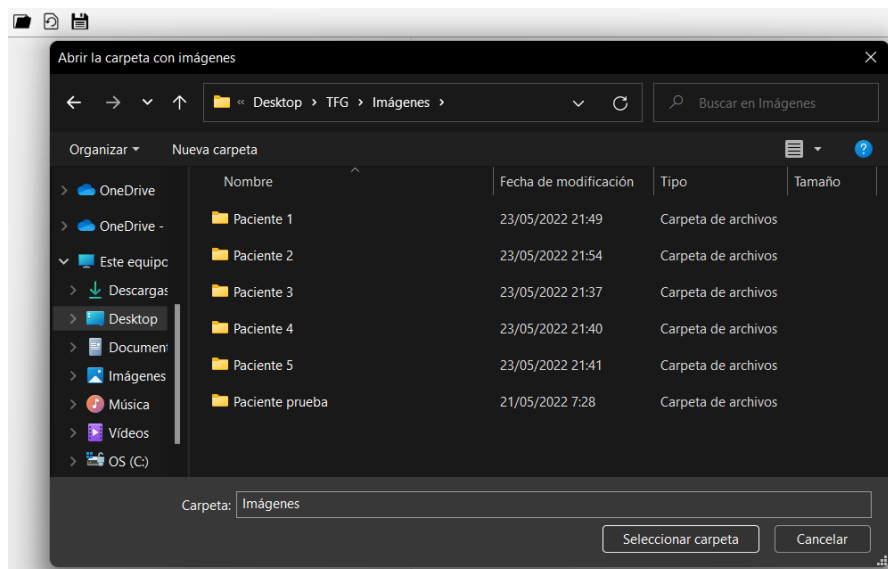 Abrir la carpeta con imágenes
« Desktop › TFG › Imágenes ›
Buscar en Imágenes
Organizar
Nueva carpeta
Nombre Fecha de modificación Tipo Tamaño
OneDrive
OneDrive -
Este equipc
Descargas
Desktop
Document
Imágenes
Música
Vídeos
OS (C:)
Paciente 1 23/05/2022 21:49 Carpeta de archivos
Paciente 2 23/05/2022 21:54 Carpeta de archivos
Paciente 3 23/05/2022 21:37 Carpeta de archivos
Paciente 4 23/05/2022 21:40 Carpeta de archivos
Paciente 5 23/05/2022 21:41 Carpeta de archivos
Paciente prueba 21/05/2022 7:28 Carpeta de archivos
Carpeta: Imágenes
Seleccionar carpeta Cancelar